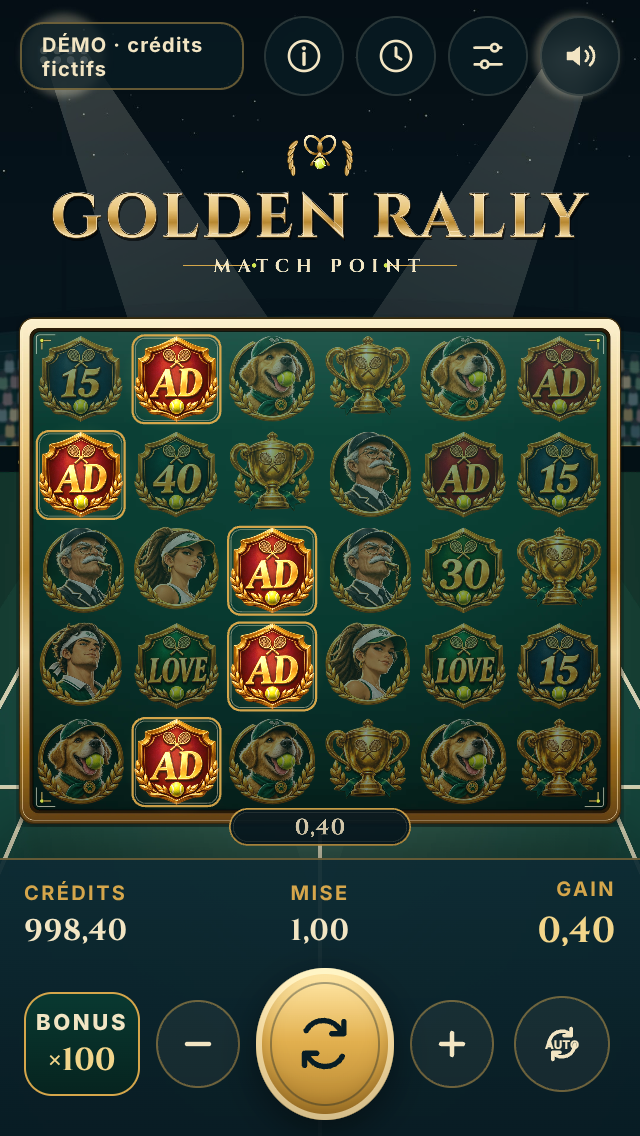 DÉMO · crédits
fictifs
GOLDEN RALLY
MATCH POINT
15 AD AD
AD 40 AD 15
AD 30
LOVE AD LOVE 15
AD
0,40
CRÉDITS MISE GAIN
998,40 1,00 0,40
BONUS
×100
AUTO